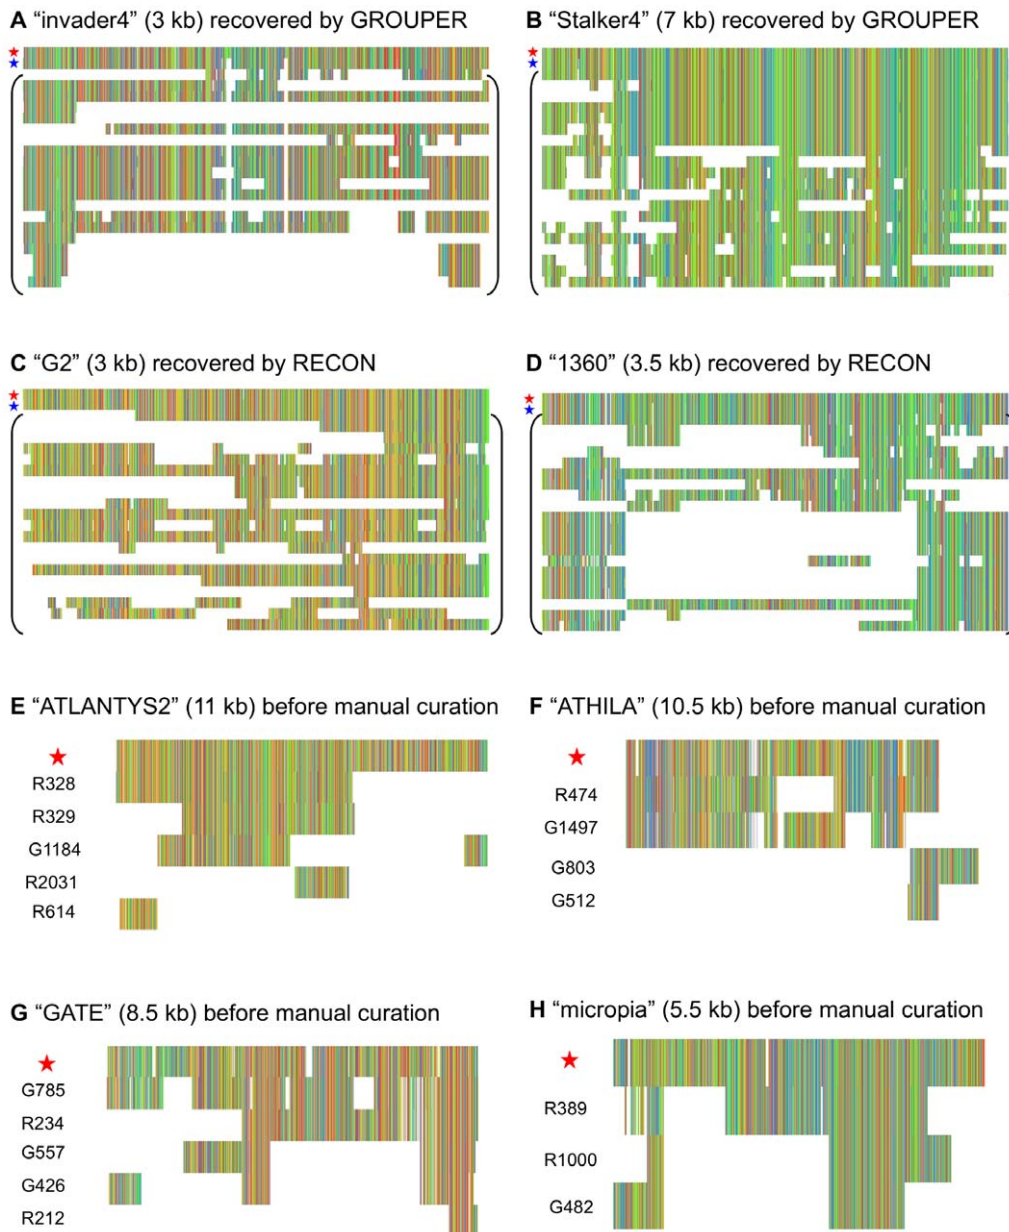 A “invader4” (3 kb) recovered by GROUPER
B “Stalker4” (7 kb) recovered by GROUPER
C “G2” (3 kb) recovered by RECON
D “1360” (3.5 kb) recovered by RECON
E “ATLANTYS2” (11 kb) before manual curation
R328
R329
G1184
R2031
R614
F “ATHILA” (10.5 kb) before manual curation
R474
G1497
G803
G512
G “GATE” (8.5 kb) before manual curation
G785
R234
G557
G426
R212
H “micropia” (5.5 kb) before manual curation
R389
R1000
G482